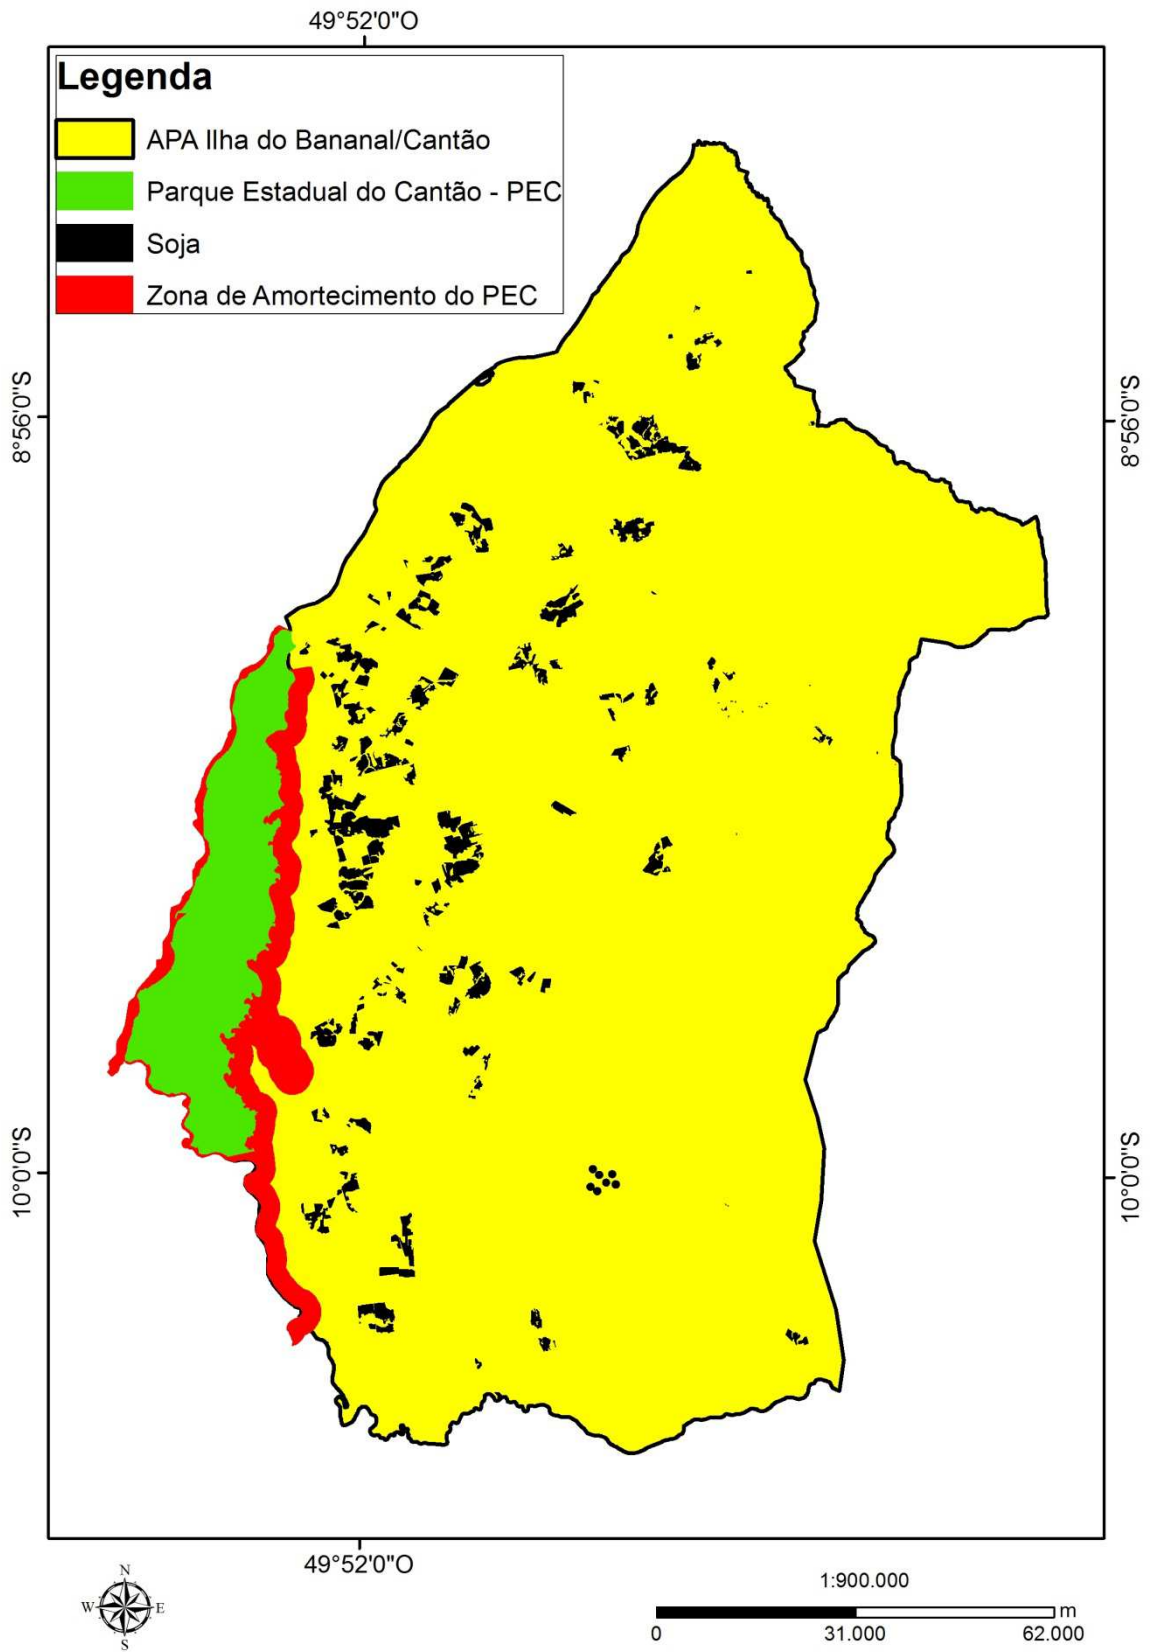 49°52'0"O
Legenda
APA Ilha do Bananal/Cantão
Parque Estadual do Cantão - PEC
Soja
Zona de Amortecimento do PEC
8°56'0"S
8°56'0"S
10°0'0"S
10°0'0"S
49°52'0"O
N
W
E
S
1:900.000
m
0
31.000
62.000